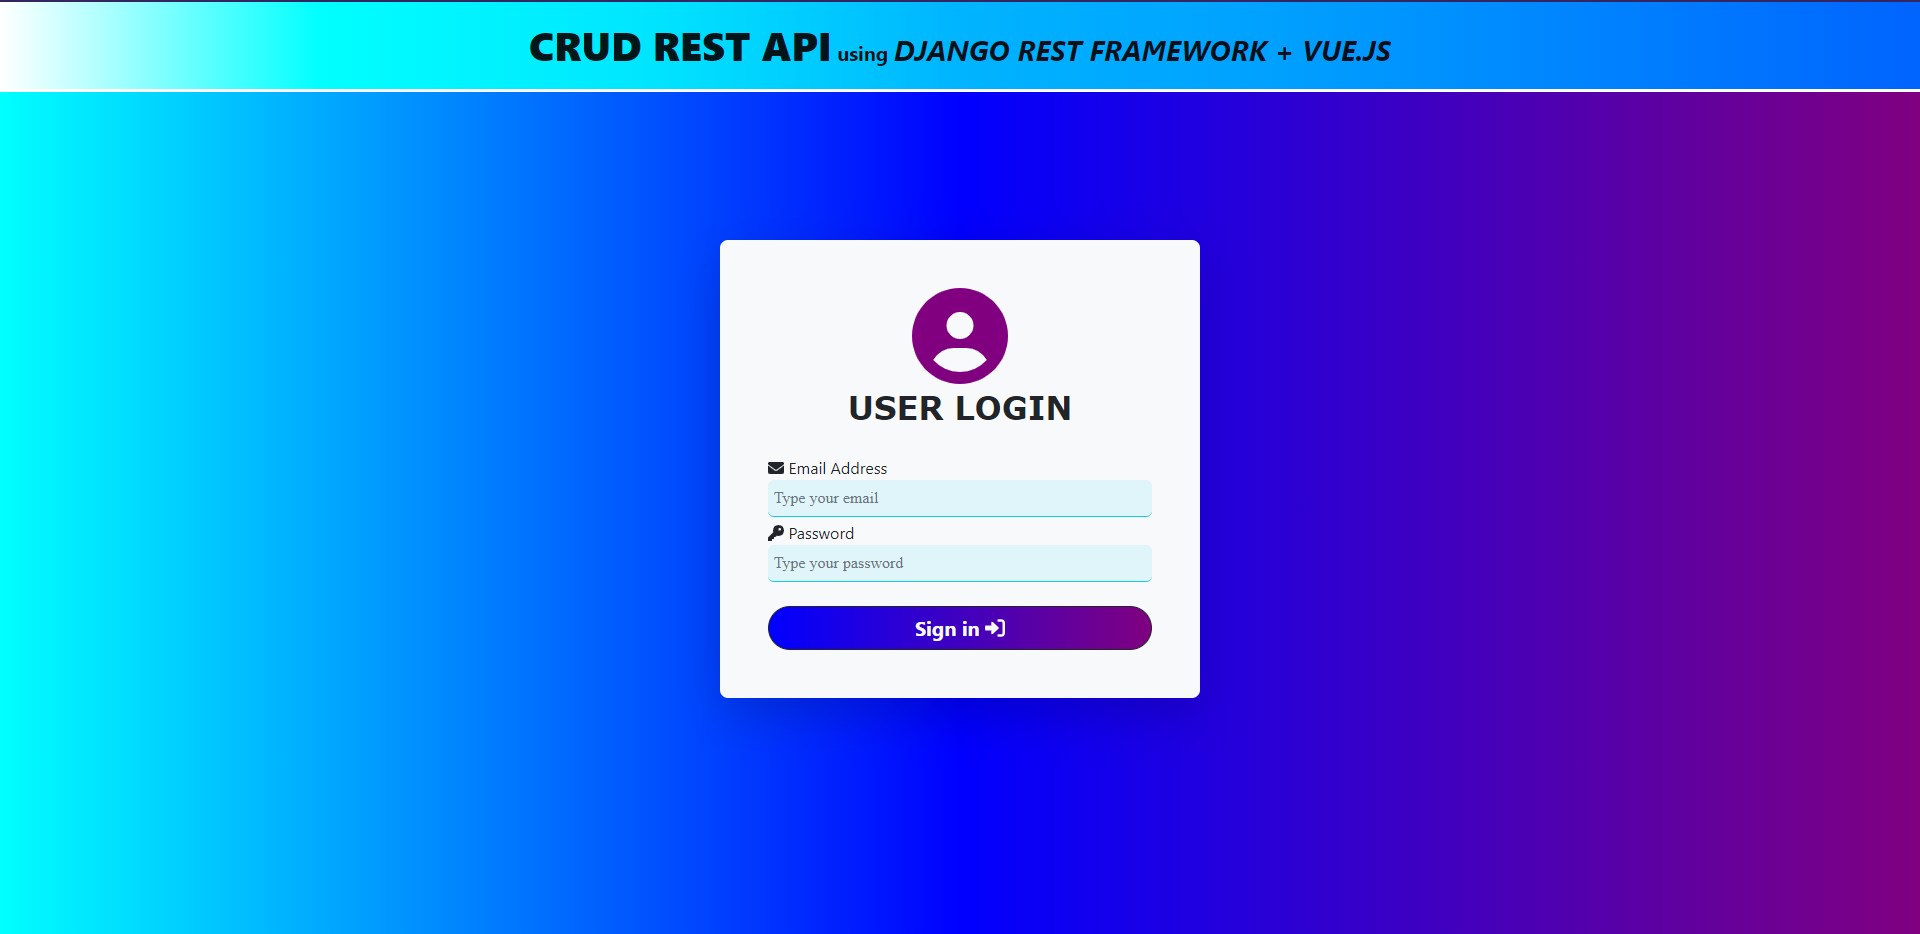 CRUD REST API using DJANGO REST FRAMEWORK + VUE.JS
USER LOGIN
Email Address
Type your email
Password
Type your password
Sign in